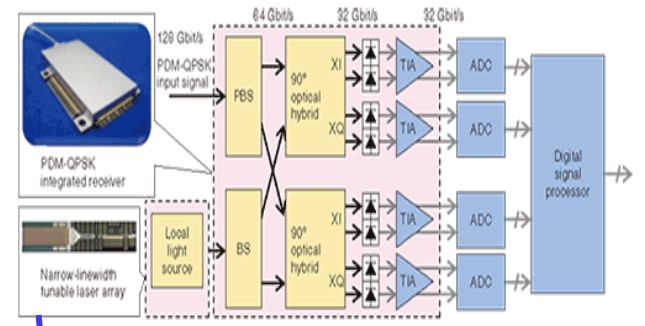 64 Gbit/s
32 Gbit/s
32 Gbit/s
128 Gbit/s
PDM-QPSK
input signal
PBS
90°
optical
hybrid
XI
XQ
TIA
TIA
ADC
ADC
PDM-QPSK
integrated receiver
Digital
signal
processor
Local
light
source
BS
90°
optical
hybrid
XI
XQ
TIA
TIA
ADC
ADC
Narrow-linewidth
tunable laser array